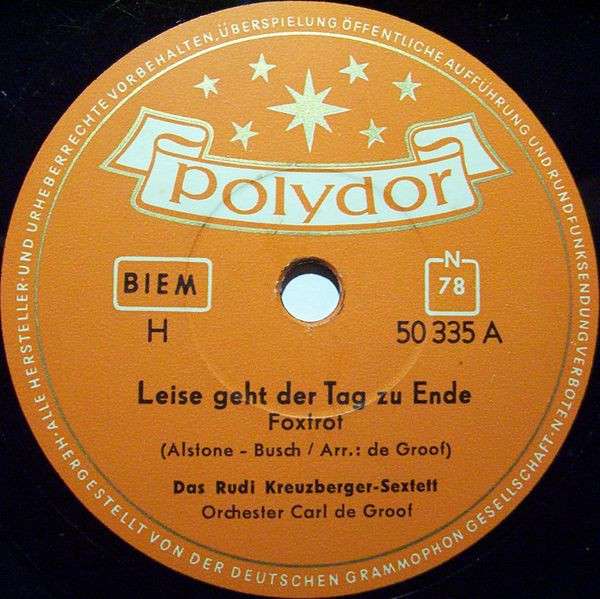 ·ALLE HERSTELLER-UND URHEBERRECHTE VORBEHALTEN, ÜBERSPIELUNG, ÖFFENTLICHE AUFFÜHRUNG UND RUNDFUNKSENDUNG VERBOTEN·
polydor
BIEM
N
78
H
50 335 A
Leise geht der Tag zu Ende
Foxtrot
(Alstone - Busch / Arr.: de Groof)
Das Rudi Kreuzberger-Sextett
Orchester Carl de Groof
HERGESTELLT VON DER DEUTSCHEN GRAMMOPHON GESELLSCHAFT